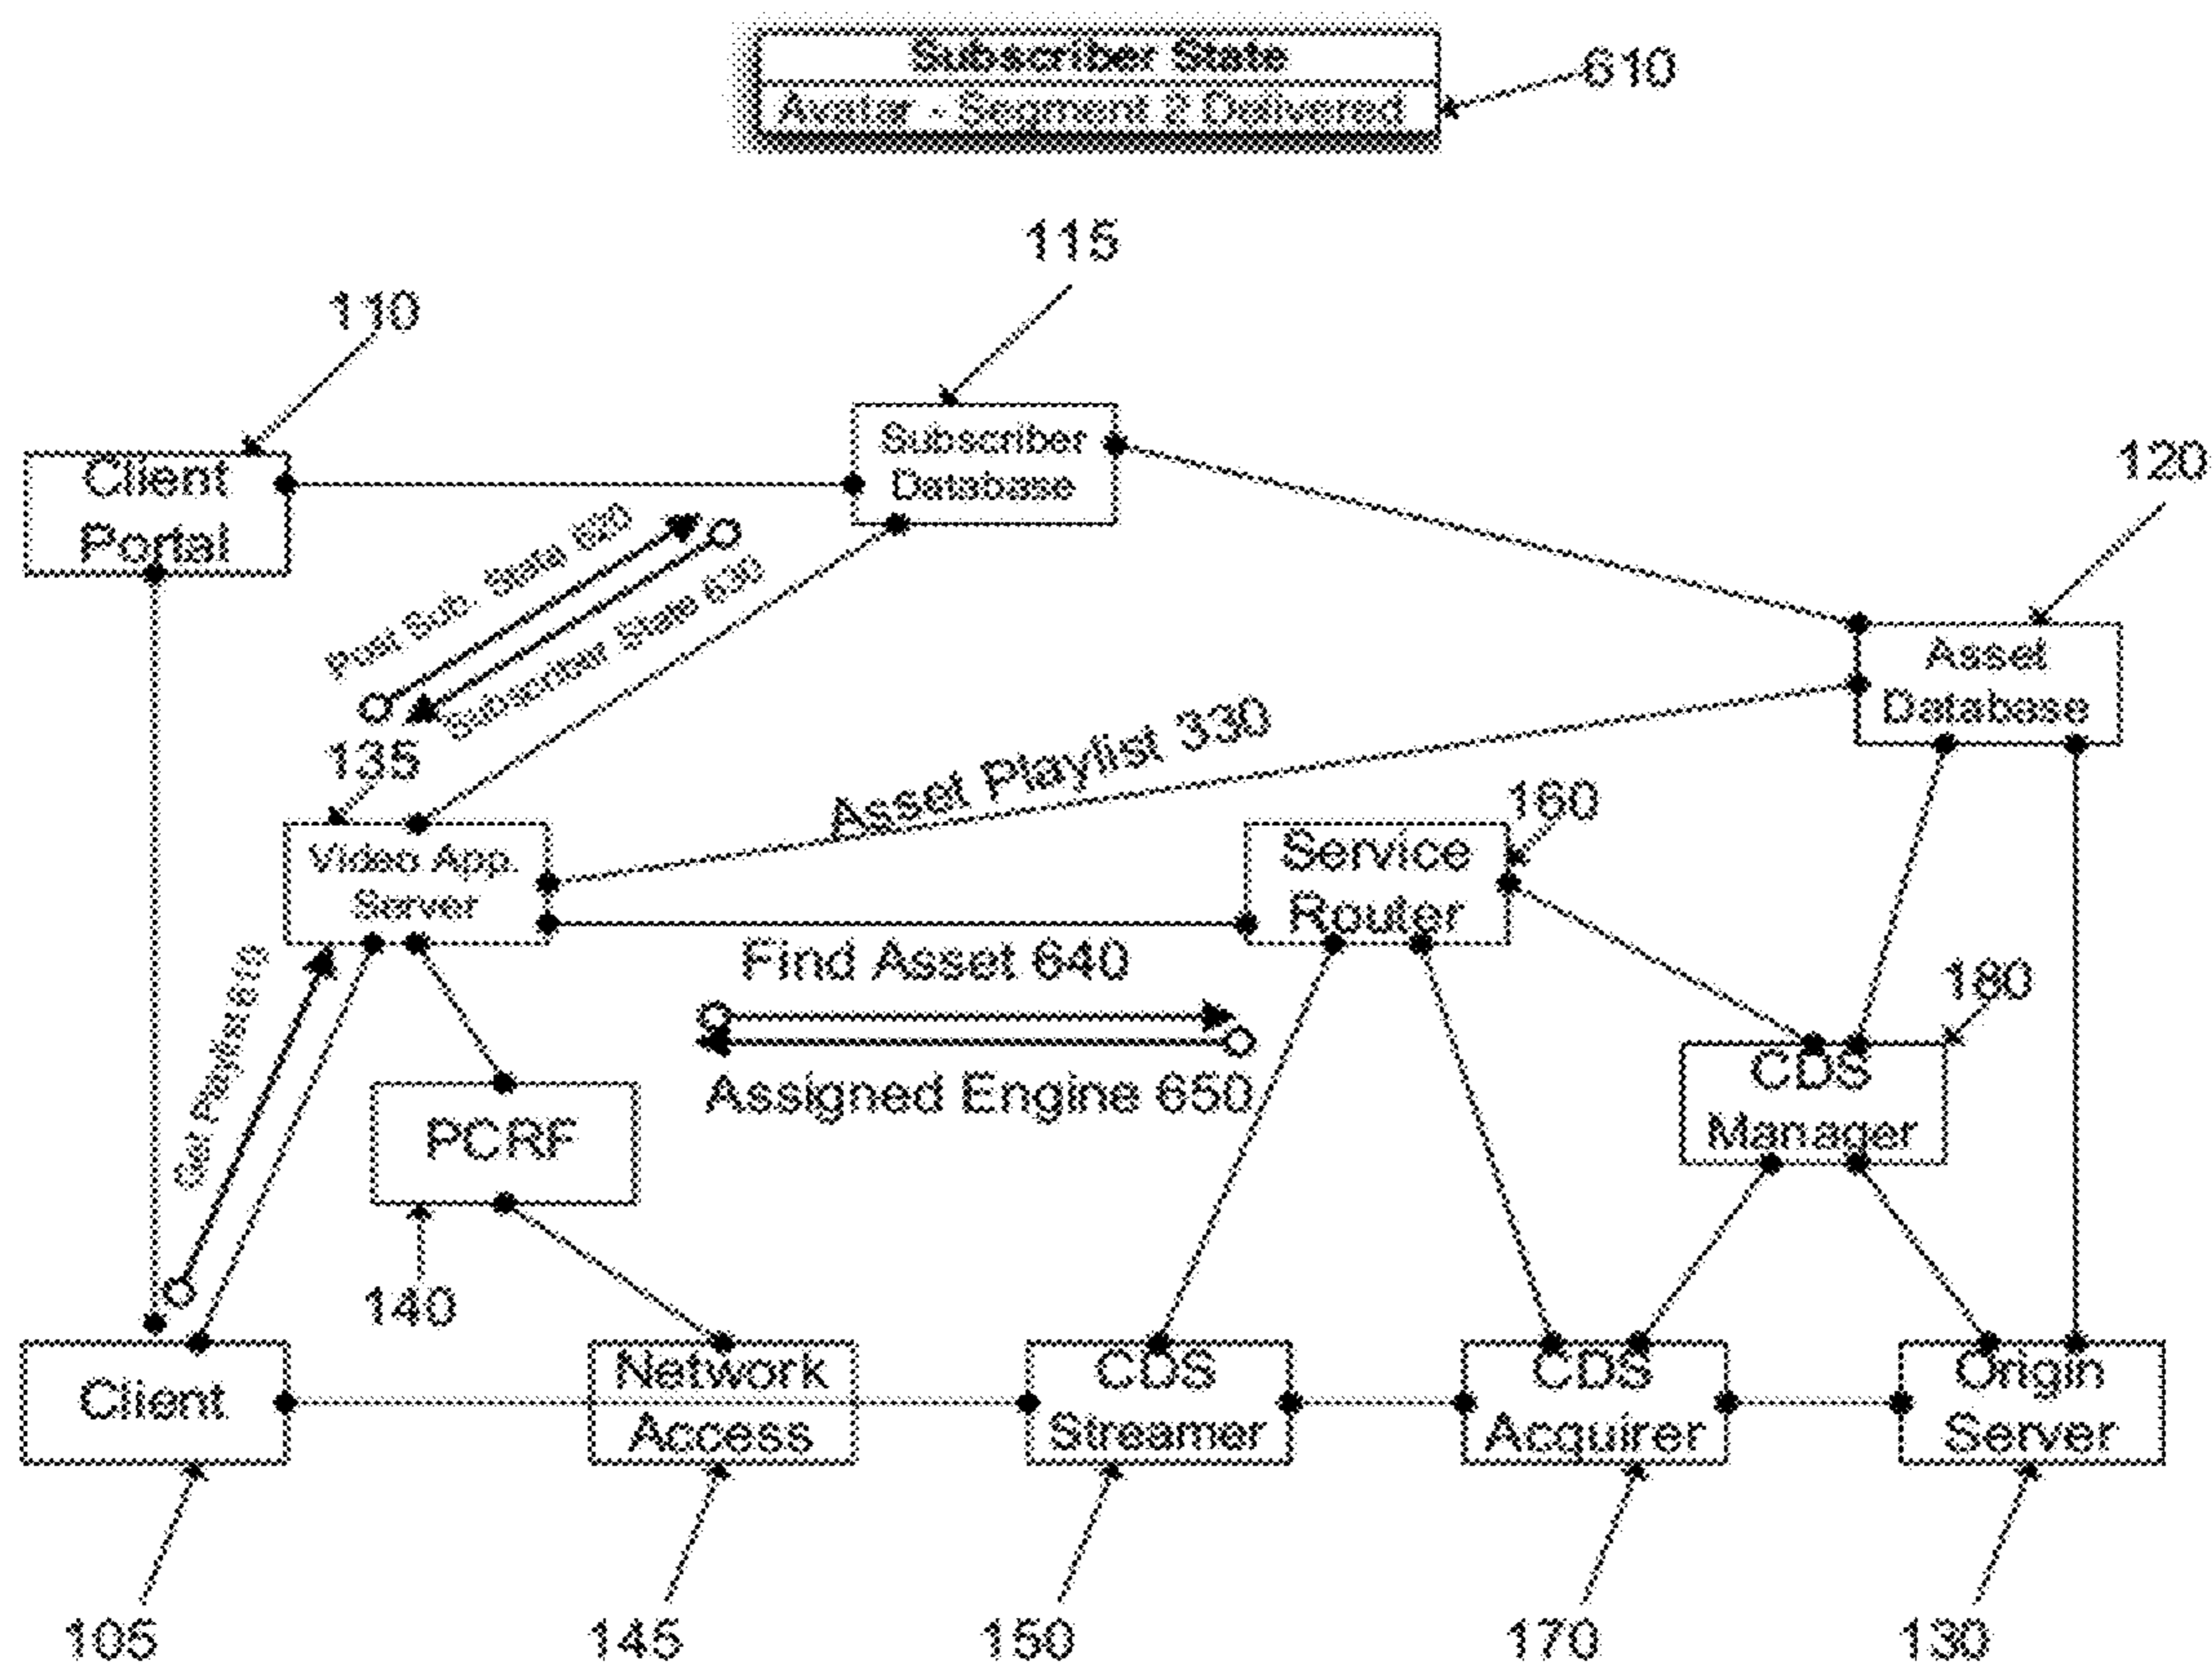 Subscriber State
Avatar - Segment 2 Delivered
610
115
110
Subscriber
Database
Client
Portal
120
Post Sub. State 620
Subscriber State 630
Asset
Database
135
Asset Playlist 330
160
Video App.
Server
Service
Router
Get Playlist 610
Find Asset 640
180
Assigned Engine 650
CDS
Manager
PCRF
140
Client
Network
Access
CDS
Streamer
CDS
Acquirer
Origin
Server
105
145
150
170
130